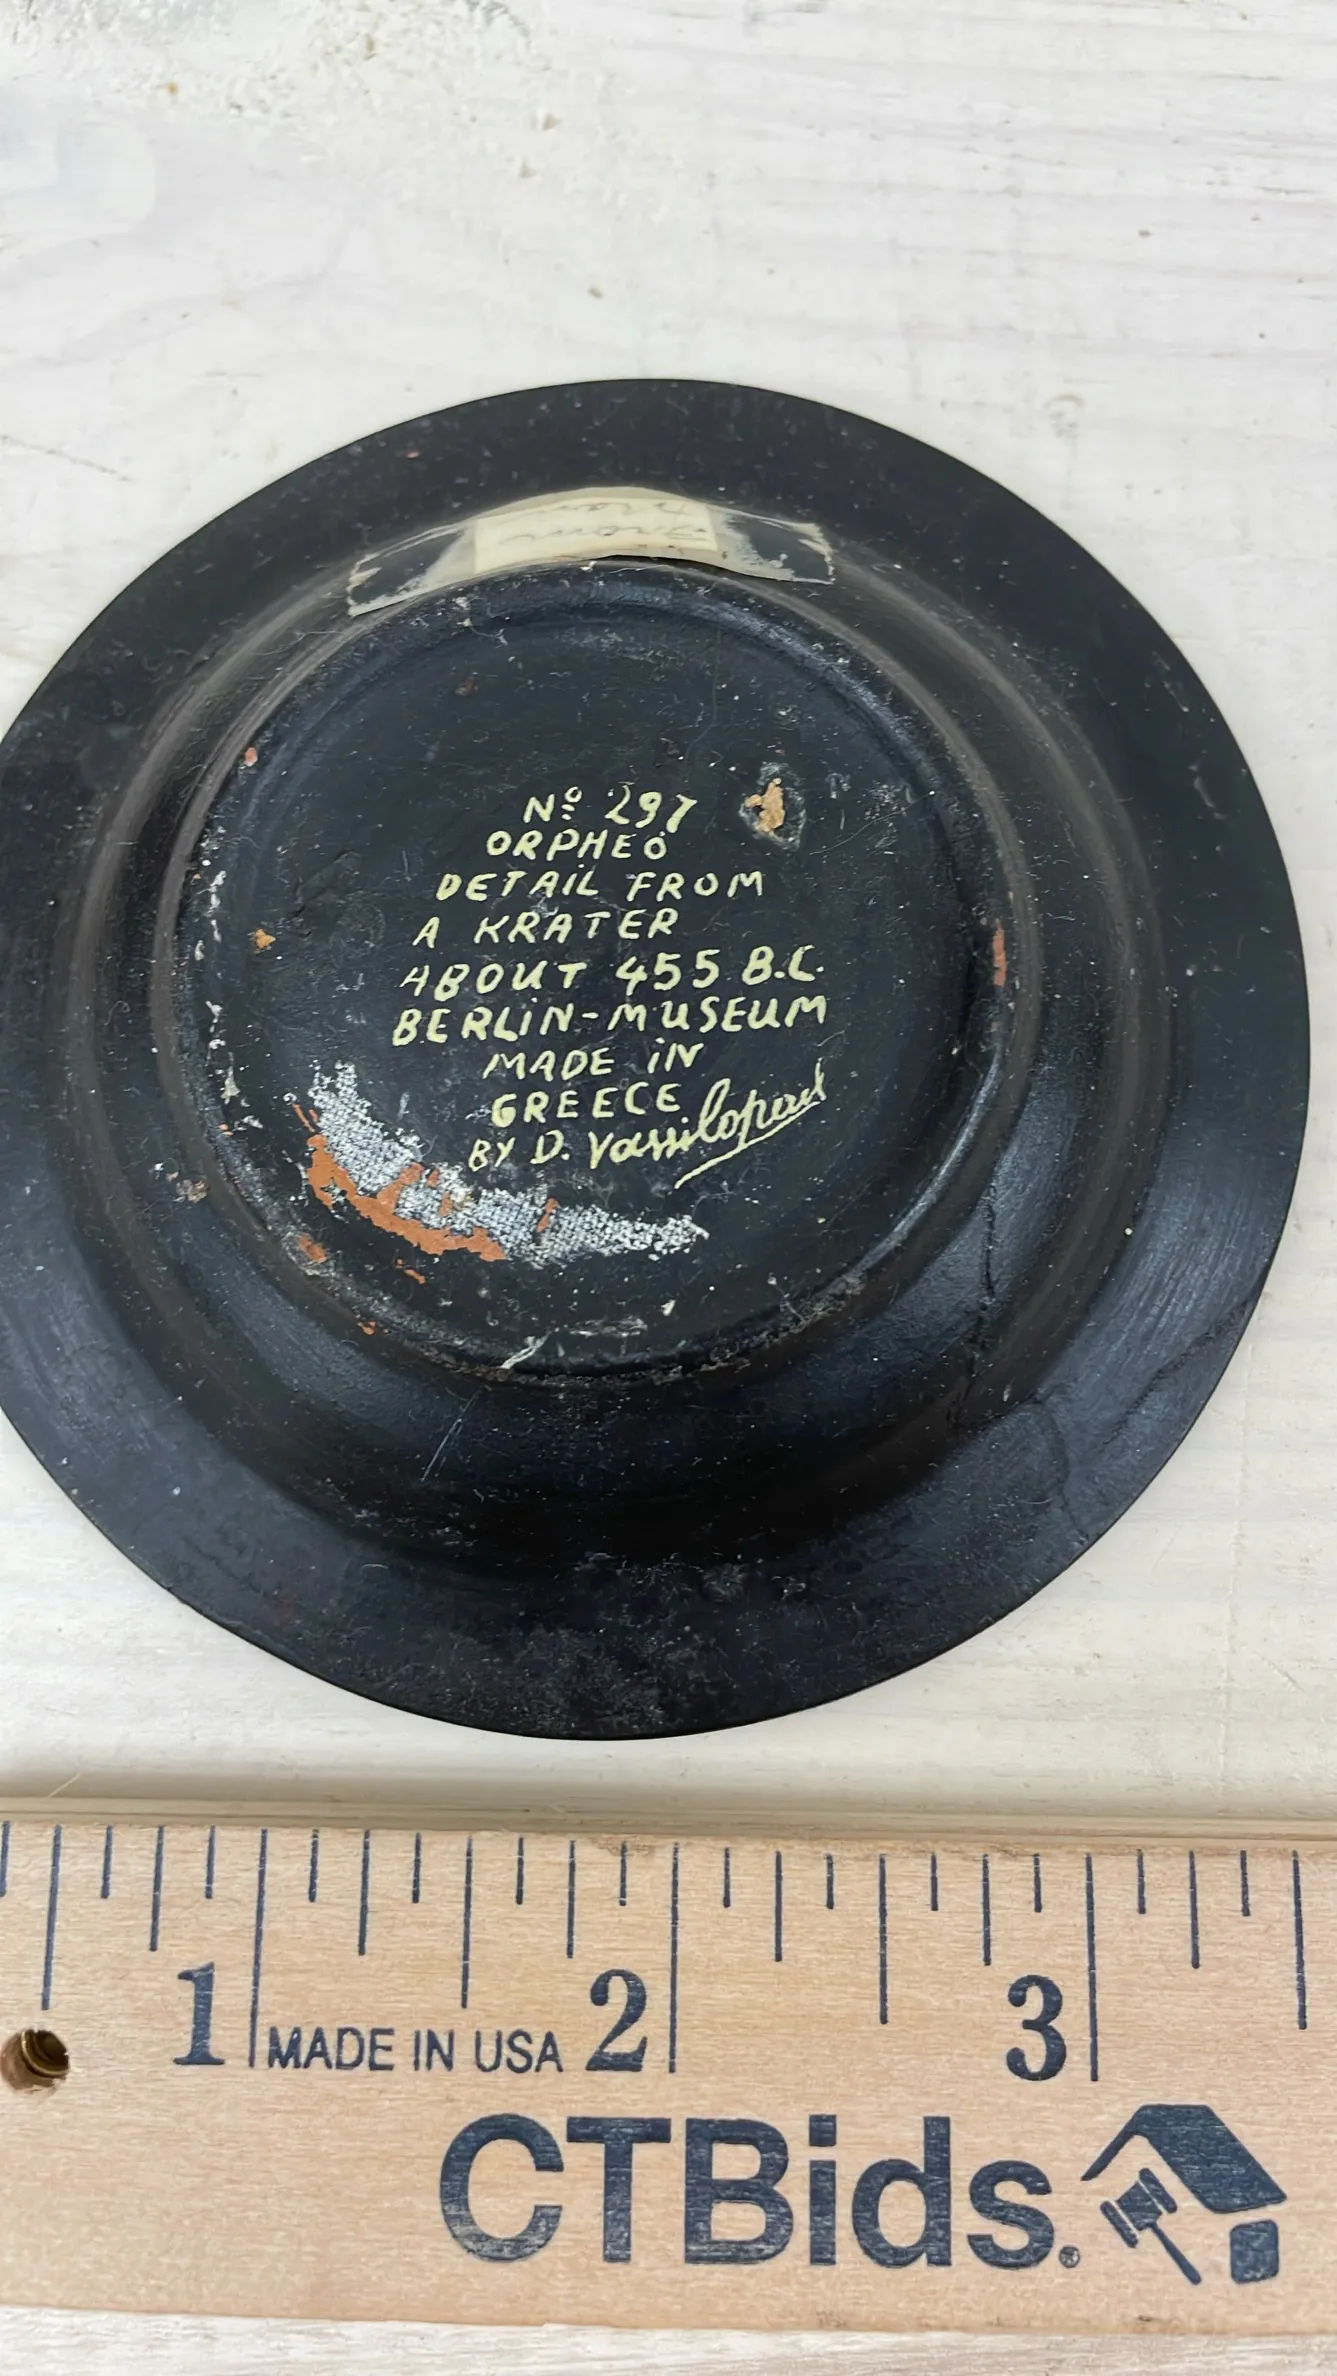 Nº 297
ORPHEO
DETAIL FROM
A KRATER
ABOUT 455 B.C.
BERLIN-MUSEUM
MADE IN
GREECE
BY D. Vassilopoul
1 MADE IN USA 2 3
CTBids.®